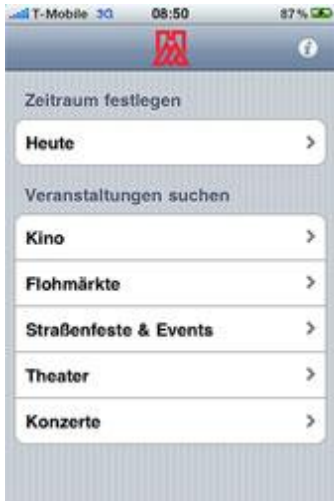 T-Mobile 3G 08:50 87%
Zeitraum festlegen
Heute
Veranstaltungen suchen
Kino
Flohmärkte
Straßenfeste & Events
Theater
Konzerte